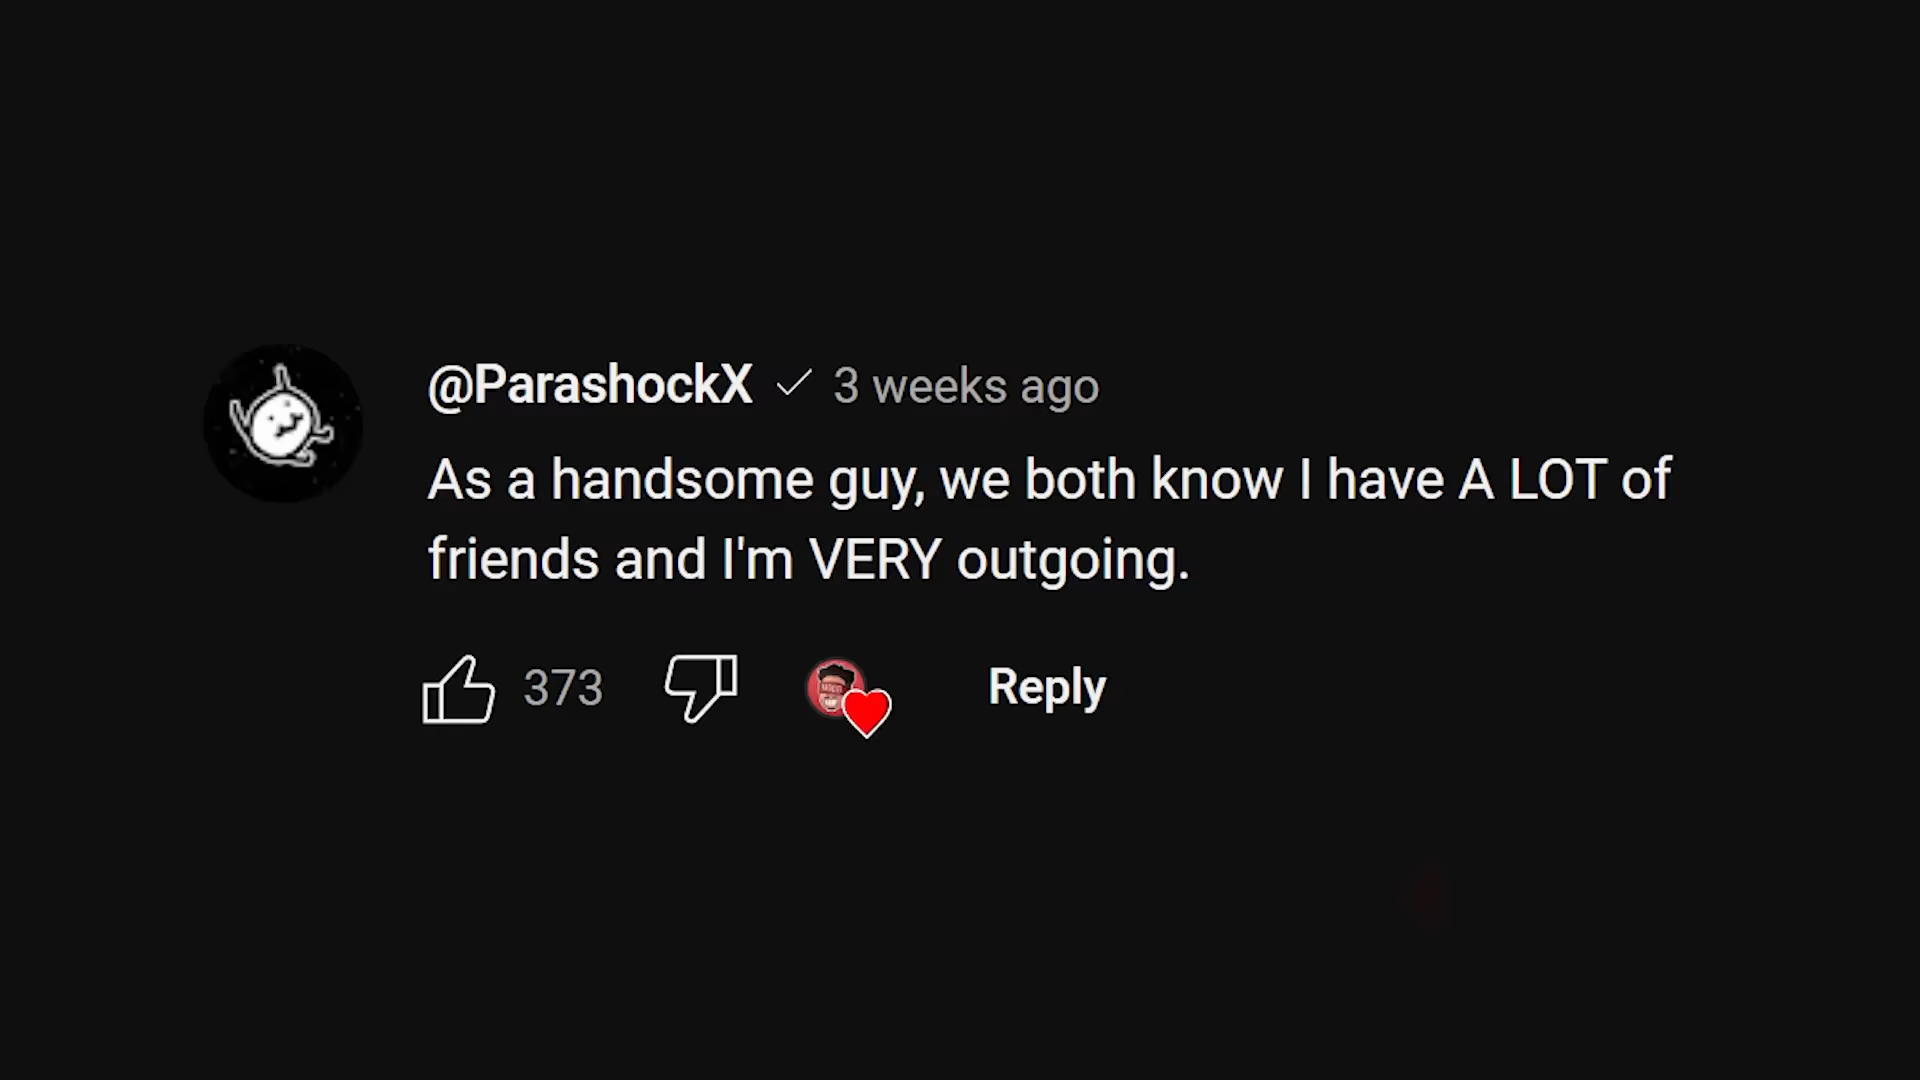 @ParashockX 3 weeks ago
As a handsome guy, we both know I have A LOT of
friends and I'm VERY outgoing.
373 Reply